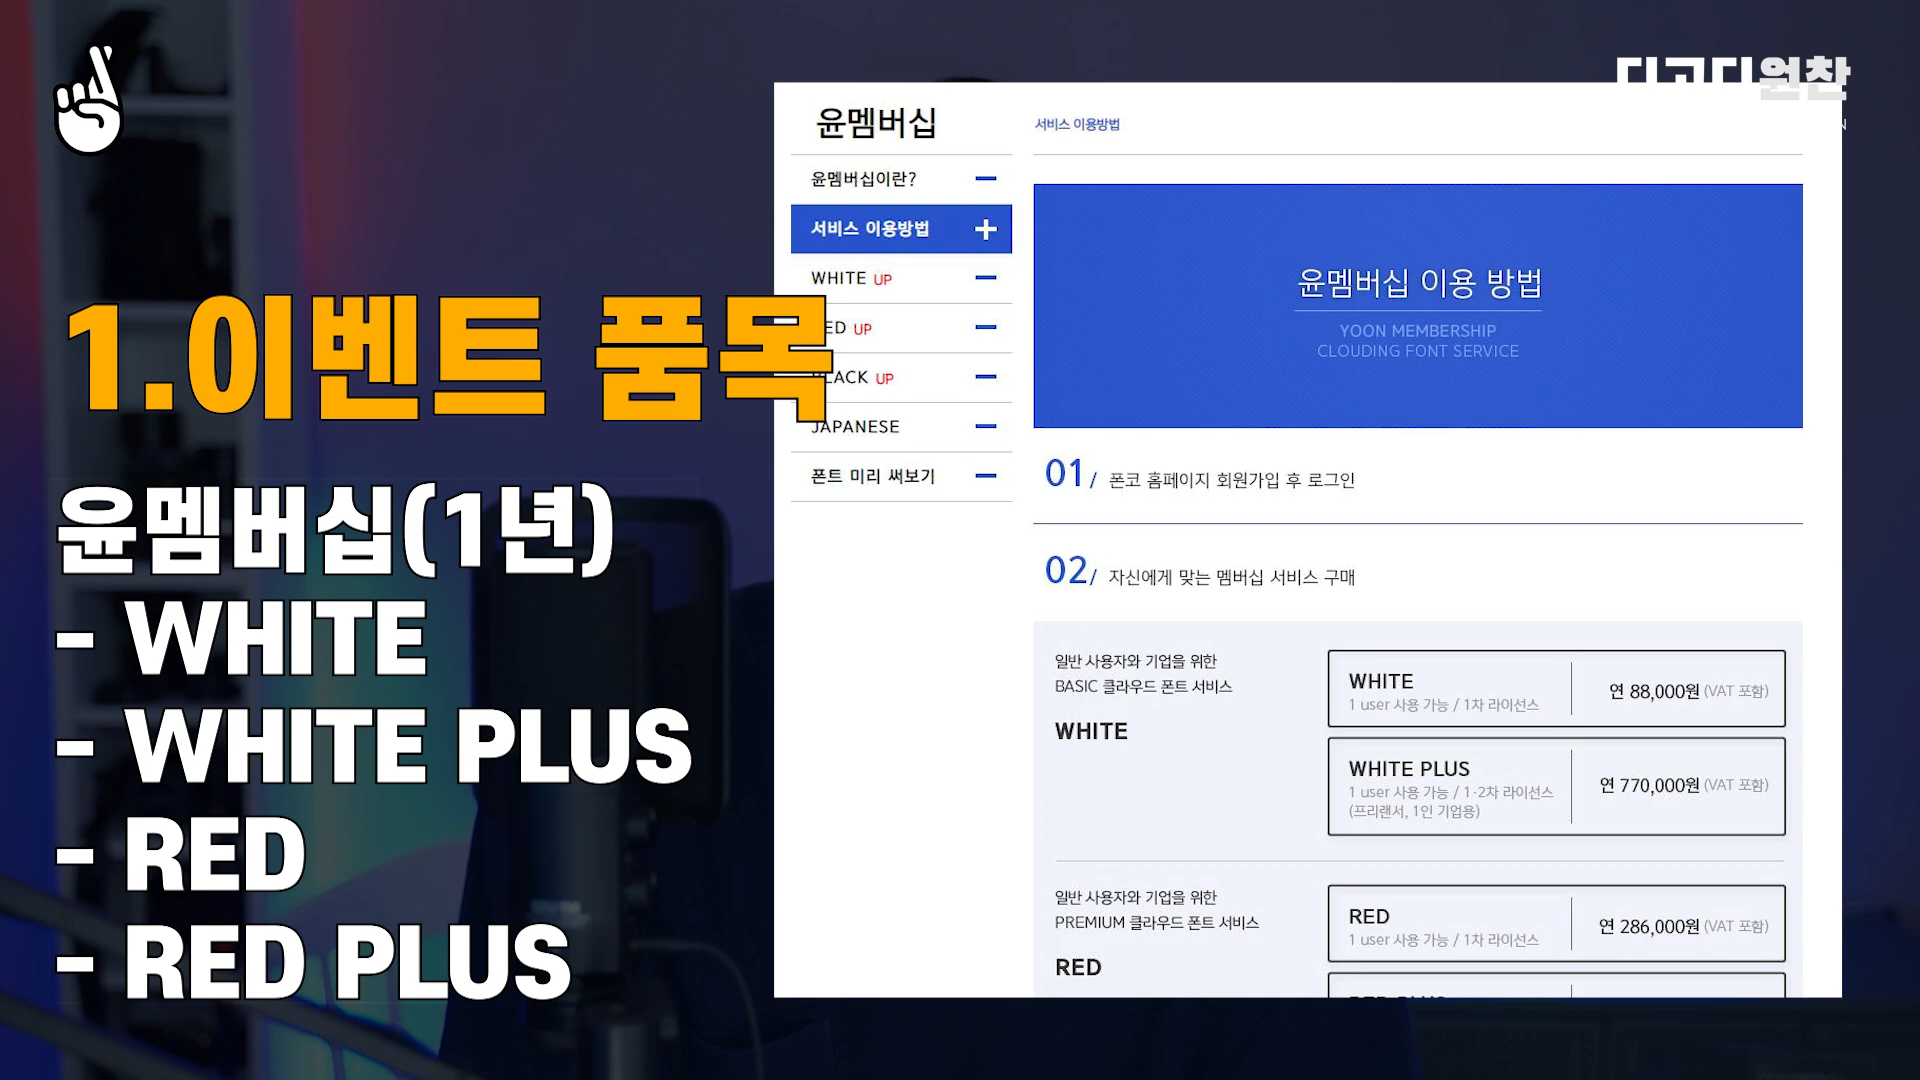 디고디원찬
N
1.이벤트 품목
윤멤버십(1년)
- WHITE
- WHITE PLUS
- RED
- RED PLUS
윤멤버십
윤멤버십이란?
서비스 이용방법
WHITE UP
ED UP
LACK UP
JAPANESE
폰트 미리 써보기
서비스 이용방법
윤멤버십 이용 방법
YOON MEMBERSHIP
CLOUDING FONT SERVICE
01/ 폰코 홈페이지 회원가입 후 로그인
02/ 자신에게 맞는 멤버십 서비스 구매
일반 사용자와 기업을 위한
BASIC 클라우드 폰트 서비스
WHITE
WHITE
1 user 사용 가능 / 1차 라이선스
연 88,000원 (VAT 포함)
WHITE PLUS
1 user 사용 가능 / 1·2차 라이선스
(프리랜서, 1인 기업용)
연 770,000원 (VAT 포함)
일반 사용자와 기업을 위한
PREMIUM 클라우드 폰트 서비스
RED
RED
1 user 사용 가능 / 1차 라이선스
연 286,000원 (VAT 포함)